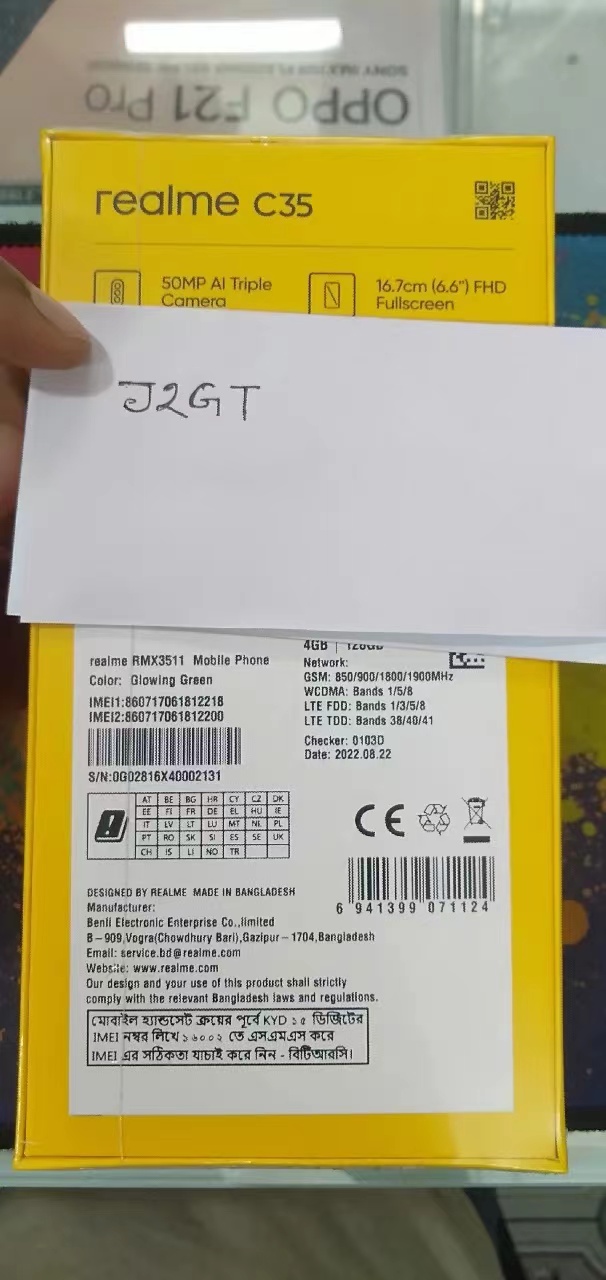 SONY IMX709
OPPO F21 Pro
realme C35
50MP AI Triple
Camera
16.7cm (6.6") FHD
Fullscreen
J2GT
4GB | 128GB
realme RMX3511 Mobile Phone
Color: Glowing Green
IMEI1:860717061812218
IMEI2:860717061812200
S/N:0G02816X40002131
Network:
GSM: 850/900/1800/1900MHz
WCDMA: Bands 1/5/8
LTE FDD: Bands 1/3/5/8
LTE TDD: Bands 38/40/41
Checker: 0103D
Date: 2022.08.22
AT BE BG HR CY CZ DK
EE FI FR DE EL HU IE
IT LV LT LU MT NL PL
PT RO SK SI ES SE UK
CH IS LI NO TR
CE
6 941399 071124
DESIGNED BY REALME MADE IN BANGLADESH
Manufacturer:
Benli Electronic Enterprise Co.,limited
B-909,Vogra(Chowdhury Bari),Gazipur-1704,Bangladesh
Email: service.bd@realme.com
Website: www.realme.com
Our design and your use of this product shall strictly
comply with the relevant Bangladesh laws and regulations.
মোবাইল হ্যান্ডসেট ক্রয়ের পূর্বে KYD ১৫ ডিজিটের
IMEI নম্বর লিখে ১৬০০২ তে এসএমএস করে
IMEI এর সঠিকতা যাচাই করে নিন - বিটিআরসি।